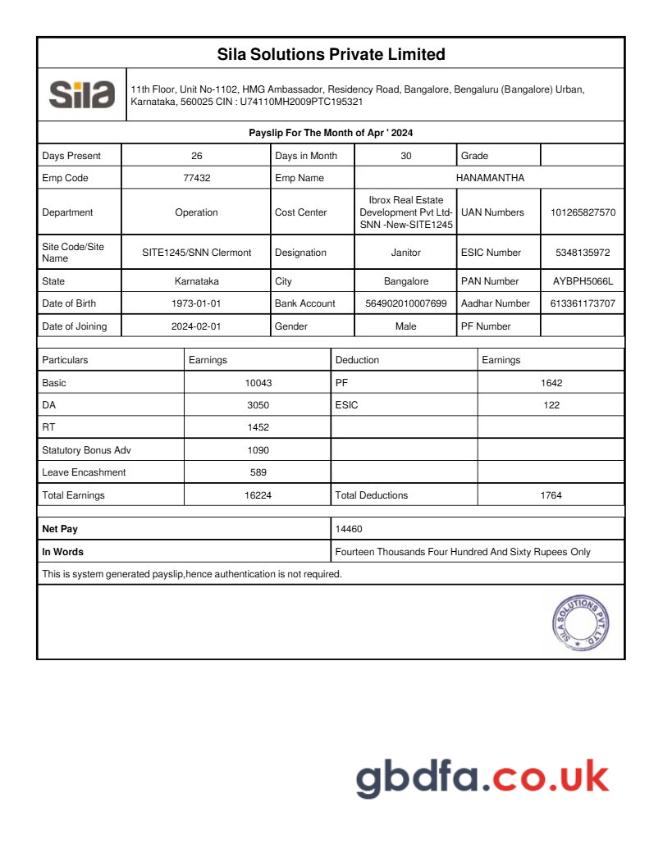 Sila Solutions Private Limited
Sila
11th Floor, Unit No-1102, HMG Ambassador, Residency Road, Bangalore, Bengaluru (Bangalore) Urban,
Karnataka, 560025 CIN : U74110MH2009PTC195321
Payslip For The Month of Apr ' 2024
Days Present 26 Days in Month 30 Grade
Emp Code 77432 Emp Name HANAMANTHA
Department Operation Cost Center Ibrox Real Estate Development Pvt Ltd-SNN -New-SITE1245 UAN Numbers 101265827570
Site Code/Site Name SITE1245/SNN Clermont Designation Janitor ESIC Number 5348135972
State Karnataka City Bangalore PAN Number AYBPH5066L
Date of Birth 1973-01-01 Bank Account 564902010007699 Aadhar Number 613361173707
Date of Joining 2024-02-01 Gender Male PF Number
Particulars Earnings Deduction Earnings
Basic 10043 PF 1642
DA 3050 ESIC 122
RT 1452
Statutory Bonus Adv 1090
Leave Encashment 589
Total Earnings 16224 Total Deductions 1764
Net Pay 14460
In Words Fourteen Thousands Four Hundred And Sixty Rupees Only
This is system generated payslip,hence authentication is not required.
SILA SOLUTIONS PVT. LTD.
gbdfa.co.uk